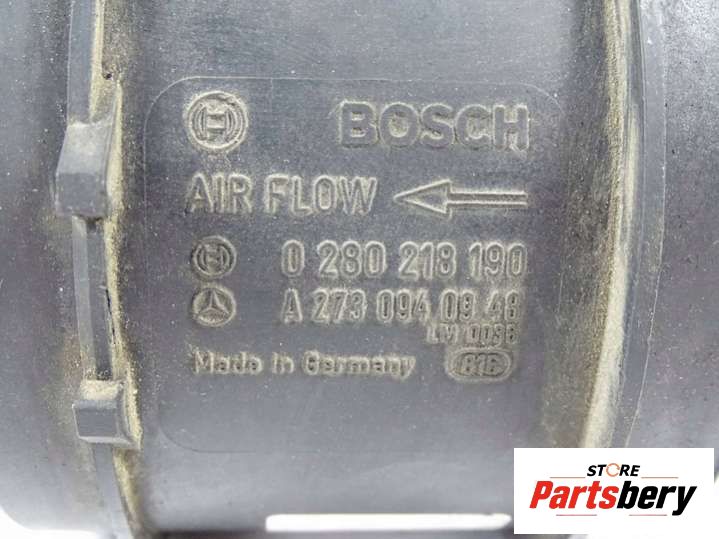 BOSCH
AIR FLOW
0 280 218 190
A 273 094 09 48
Made in Germany
STORE
Partsbery